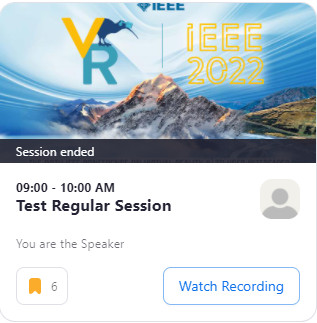 IEEE
VR
iEEE
2022
Session ended
09:00 - 10:00 AM
Test Regular Session
You are the Speaker
6
Watch Recording